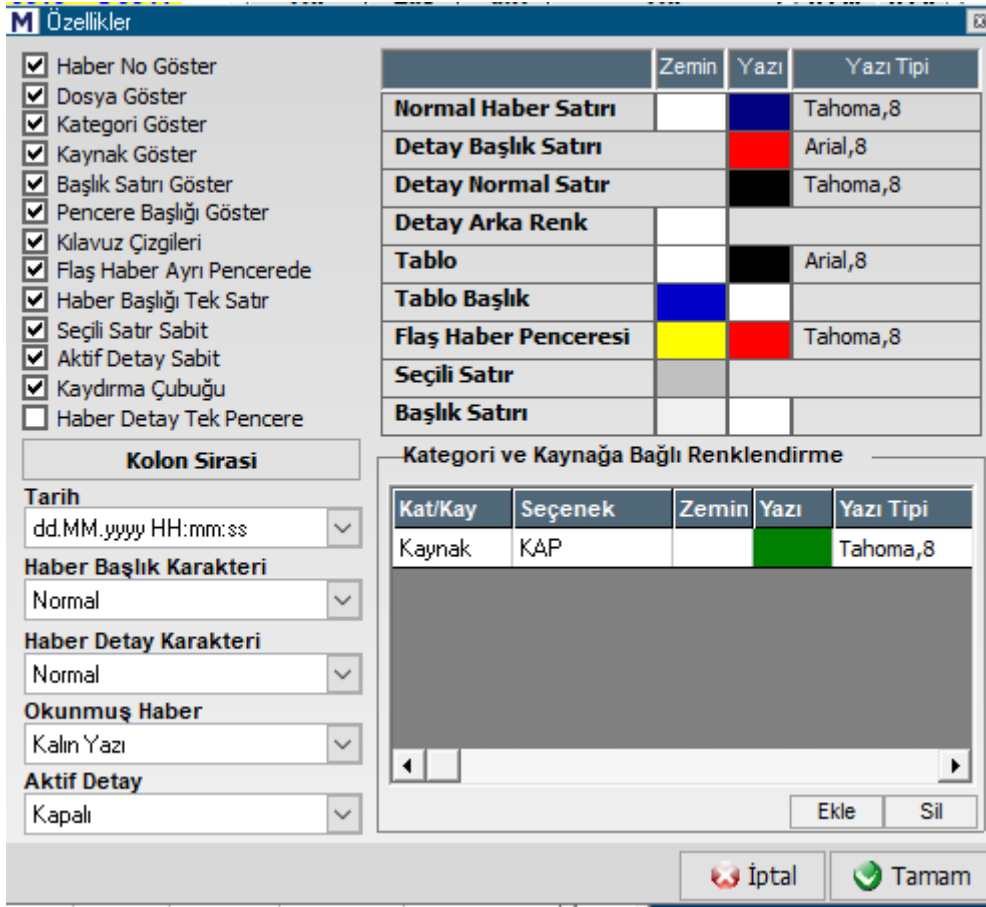 M Özellikler
Haber No Göster
Dosya Göster
Kategori Göster
Kaynak Göster
Başlık Satırı Göster
Pencere Başlığı Göster
Kılavuz Çizgileri
Flaş Haber Ayrı Pencerede
Haber Başlığı Tek Satır
Seçili Satır Sabit
Aktif Detay Sabit
Kaydırma Çubuğu
Haber Detay Tek Pencere
Kolon Sirasi
Tarih
dd.MM.yyyy HH:mm:ss
Haber Başlık Karakteri
Normal
Haber Detay Karakteri
Normal
Okunmuş Haber
Kalın Yazı
Aktif Detay
Kapalı
Zemin Yazı Yazı Tipi
Normal Haber Satırı Tahoma,8
Detay Başlık Satırı Arial,8
Detay Normal Satır Tahoma,8
Detay Arka Renk
Tablo Arial,8
Tablo Başlık
Flaş Haber Penceresi Tahoma,8
Seçili Satır
Başlık Satırı
Kategori ve Kaynağa Bağlı Renklendirme
Kat/Kay Seçenek Zemin Yazı Yazı Tipi
Kaynak KAP Tahoma,8
Ekle Sil
İptal Tamam